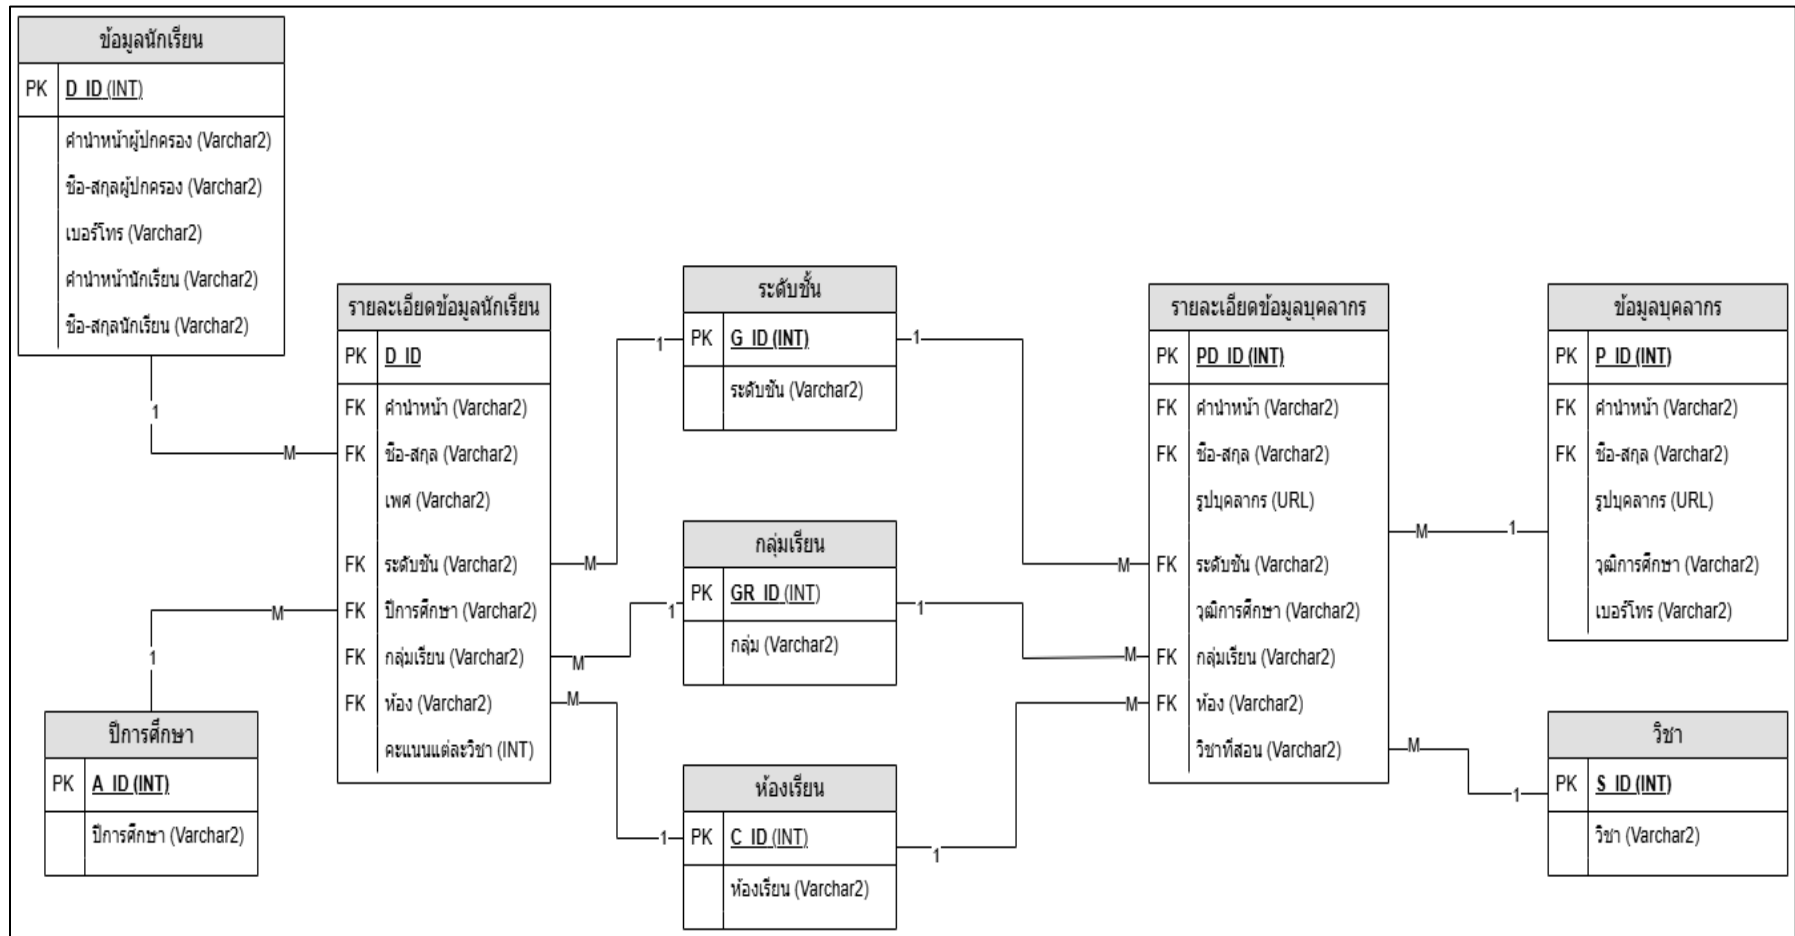 ข้อมูลนักเรียน
PK D_ID (INT)
คำนำหน้าผู้ปกครอง (Varchar2)
ชื่อ-สกุลผู้ปกครอง (Varchar2)
เบอร์โทร (Varchar2)
คำนำหน้านักเรียน (Varchar2)
ชื่อ-สกุลนักเรียน (Varchar2)
1
M
รายละเอียดข้อมูลนักเรียน
PK D_ID
FK คำนำหน้า (Varchar2)
FK ชื่อ-สกุล (Varchar2)
เพศ (Varchar2)
FK ระดับชั้น (Varchar2)
FK ปีการศึกษา (Varchar2)
FK กลุ่มเรียน (Varchar2)
FK ห้อง (Varchar2)
คะแนนแต่ละวิชา (INT)
M
1
ปีการศึกษา
PK A_ID (INT)
ปีการศึกษา (Varchar2)
M
1
M
1
M
1
ระดับชั้น
PK G_ID (INT)
ระดับชั้น (Varchar2)
กลุ่มเรียน
PK GR_ID (INT)
กลุ่ม (Varchar2)
ห้องเรียน
PK C_ID (INT)
ห้องเรียน (Varchar2)
1
M
1
M
1
M
รายละเอียดข้อมูลบุคลากร
PK PD_ID (INT)
FK คำนำหน้า (Varchar2)
FK ชื่อ-สกุล (Varchar2)
รูปบุคลากร (URL)
FK ระดับชั้น (Varchar2)
วุฒิการศึกษา (Varchar2)
FK กลุ่มเรียน (Varchar2)
FK ห้อง (Varchar2)
วิชาที่สอน (Varchar2)
M
1
M
1
ข้อมูลบุคลากร
PK P_ID (INT)
FK คำนำหน้า (Varchar2)
FK ชื่อ-สกุล (Varchar2)
รูปบุคลากร (URL)
วุฒิการศึกษา (Varchar2)
เบอร์โทร (Varchar2)
วิชา
PK S_ID (INT)
วิชา (Varchar2)